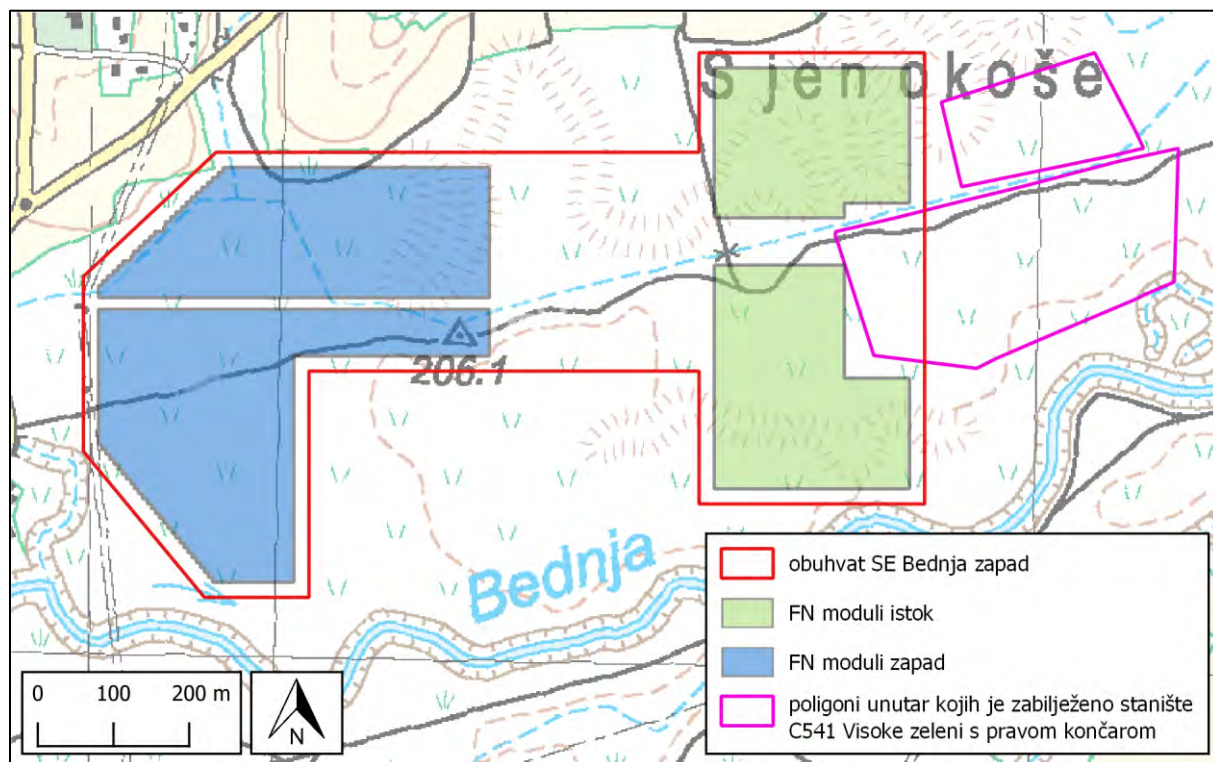 Sjenokoše
206.1
Bednja
obuhvat SE Bednja zapad
FN moduli istok
FN moduli zapad
poligoni unutar kojih je zabilježeno stanište
C541 Visoke zeleni s pravom končarom
0 100 200 m
N